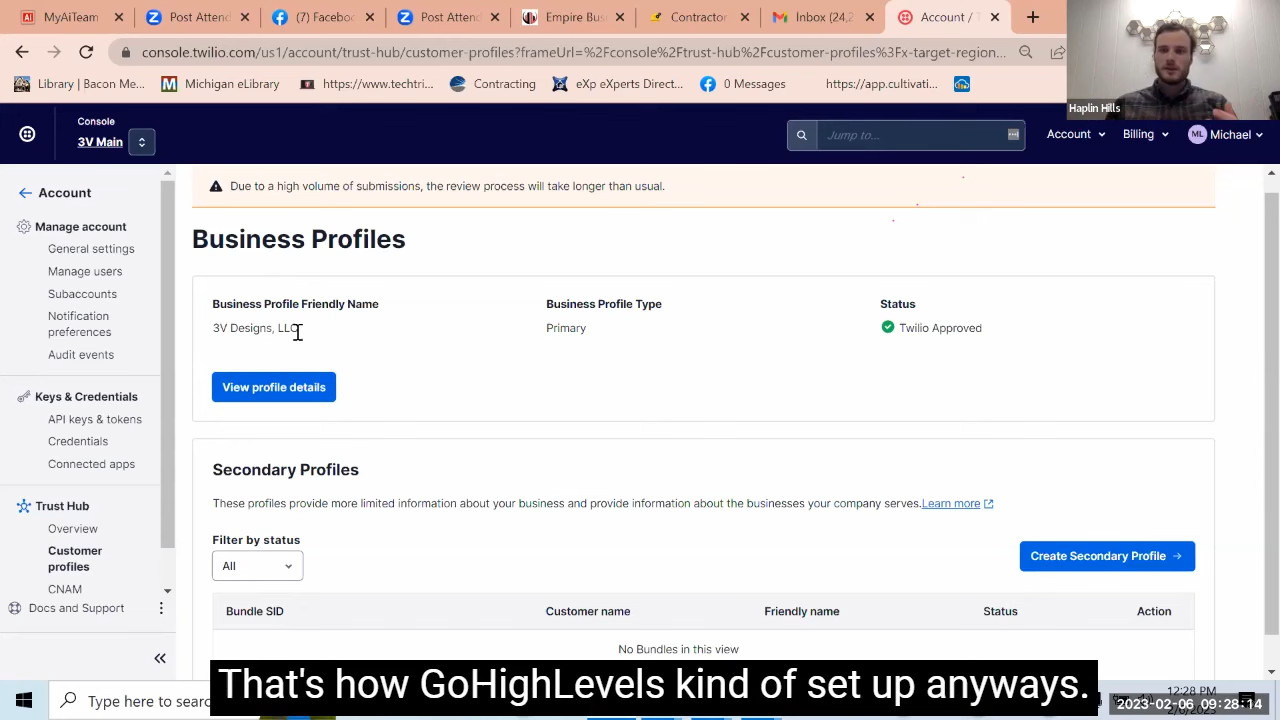 MyAiTeam
Post Attend
(7) Facebook
Post Attend
Empire Bus
Contractor
Inbox (24,2
Account / T
console.twilio.com/us1/account/trust-hub/customer-profiles?frameUrl=%2Fconsole%2Ftrust-hub%2Fcustomer-profiles%3Fx-target-region...
Library | Bacon Me...
Michigan eLibrary
https://www.techtri...
Contracting
eXp eXperts Direct...
0 Messages
https://app.cultivati...
Haplin Hills
Console
3V Main
Jump to...
Account
Billing
ML
Michael
Account
Manage account
General settings
Manage users
Subaccounts
Notification
preferences
Audit events
Keys & Credentials
API keys & tokens
Credentials
Connected apps
Trust Hub
Overview
Customer
profiles
CNAM
Docs and Support
Due to a high volume of submissions, the review process will take longer than usual.
Business Profiles
Business Profile Friendly Name
Business Profile Type
Status
3V Designs, LLC
Primary
Twilio Approved
View profile details
Secondary Profiles
These profiles provide more limited information about your business and provide information about the businesses your company serves.Learn more
Filter by status
All
Create Secondary Profile →
Bundle SID
Customer name
Friendly name
Status
Action
No Bundles in this view
That's how GoHighLevels kind of set up anyways.
Type here to searc
12:28 PM
2023-02-06 09:28:14